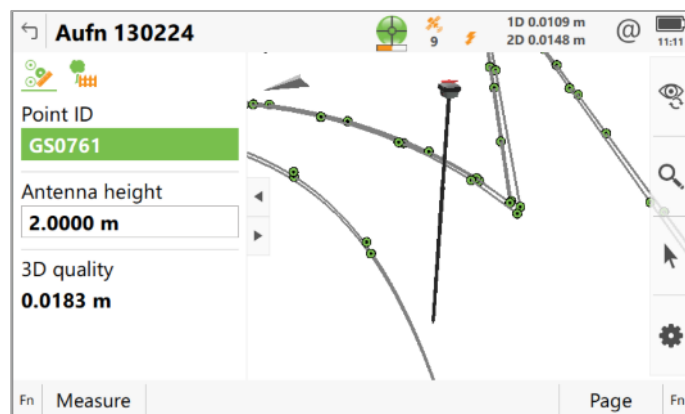 Aufn 130224
9
1D 0.0109 m
2D 0.0148 m
@
11:11
Point ID
GS0761
Antenna height
2.0000 m
3D quality
0.0183 m
Fn Measure Page Fn